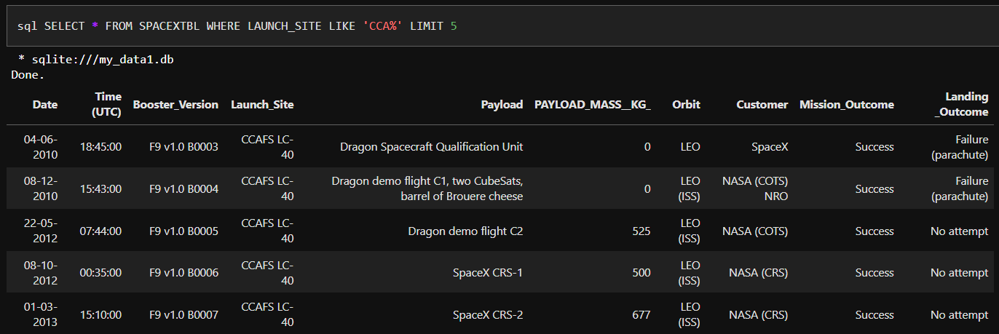 sql SELECT * FROM SPACEXTBL WHERE LAUNCH_SITE LIKE 'CCA%' LIMIT 5
* sqlite:///my_data1.db
Done.
Date Time (UTC) Booster_Version Launch_Site Payload PAYLOAD_MASS__KG_ Orbit Customer Mission_Outcome Landing _Outcome
04-06-2010 18:45:00 F9 v1.0 B0003 CCAFS LC-40 Dragon Spacecraft Qualification Unit 0 LEO SpaceX Success Failure (parachute)
08-12-2010 15:43:00 F9 v1.0 B0004 CCAFS LC-40 Dragon demo flight C1, two CubeSats, barrel of Brouere cheese 0 LEO (ISS) NASA (COTS) NRO Success Failure (parachute)
22-05-2012 07:44:00 F9 v1.0 B0005 CCAFS LC-40 Dragon demo flight C2 525 LEO (ISS) NASA (COTS) Success No attempt
08-10-2012 00:35:00 F9 v1.0 B0006 CCAFS LC-40 SpaceX CRS-1 500 LEO (ISS) NASA (CRS) Success No attempt
01-03-2013 15:10:00 F9 v1.0 B0007 CCAFS LC-40 SpaceX CRS-2 677 LEO (ISS) NASA (CRS) Success No attempt